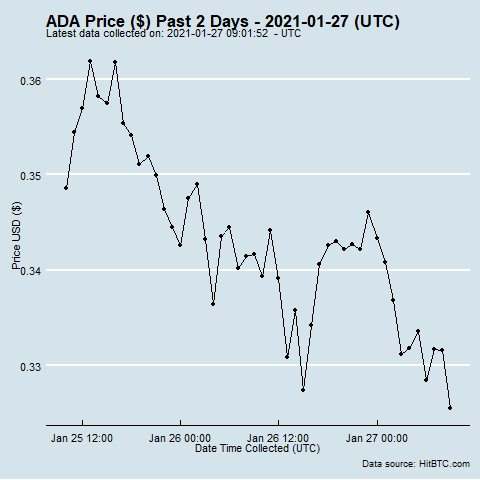 ADA Price ($) Past 2 Days - 2021-01-27 (UTC)
Latest data collected on: 2021-01-27 09:01:52 - UTC
0.36
0.35
0.34
0.33
Price USD ($)
Jan 25 12:00 Jan 26 00:00 Jan 26 12:00 Jan 27 00:00
Date Time Collected (UTC)
Data source: HitBTC.com